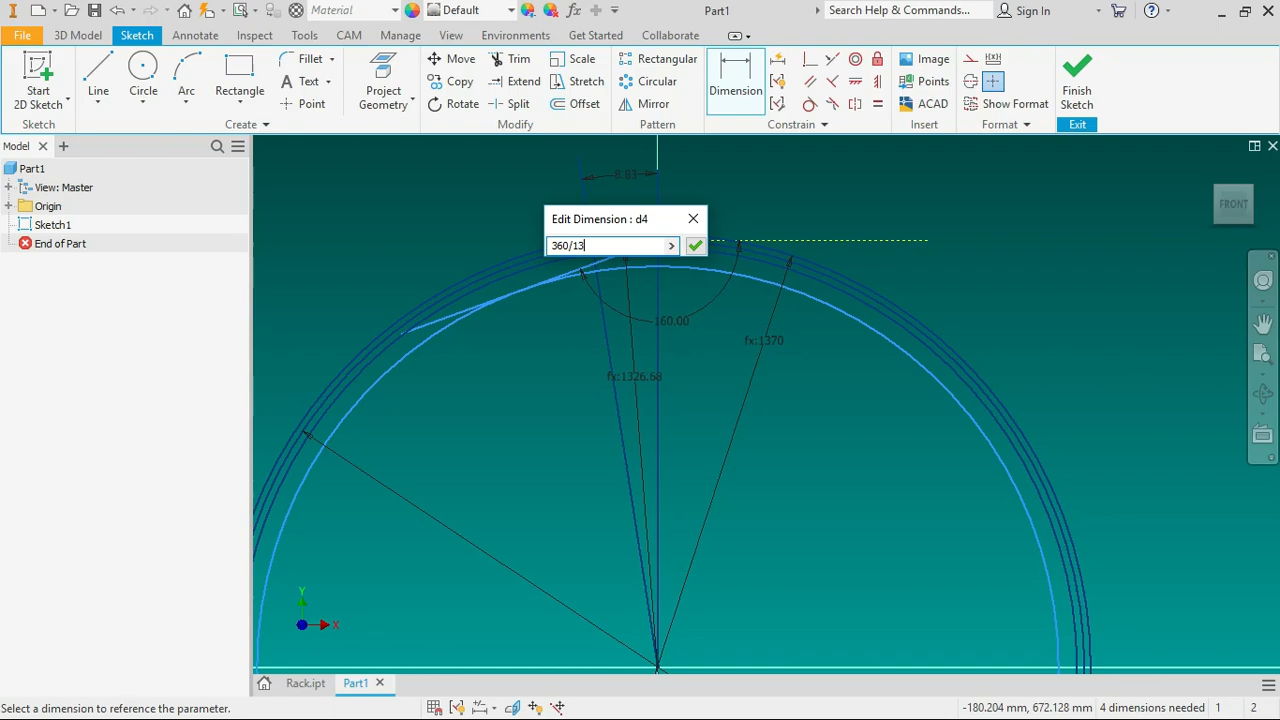 Material
Default
Part1
Search Help & Commands...
Sign In
File
3D Model
Sketch
Annotate
Inspect
Tools
CAM
Manage
View
Environments
Get Started
Collaborate
Start
2D Sketch
Line
Circle
Arc
Rectangle
Fillet
Text
Point
Project
Geometry
Move
Copy
Rotate
Trim
Extend
Split
Scale
Stretch
Offset
Rectangular
Circular
Mirror
Dimension
Image
Points
ACAD
Show Format
Finish
Sketch
Sketch
Create
Modify
Pattern
Constrain
Insert
Format
Exit
Model
Part1
View: Master
Origin
Sketch1
End of Part
8.83
Edit Dimension : d4
360/13
160.00
fx:1370
fx:1326.68
FRONT
Y
X
Rack.ipt
Part1
Select a dimension to reference the parameter.
-180.204 mm, 672.128 mm
4 dimensions needed
1
2